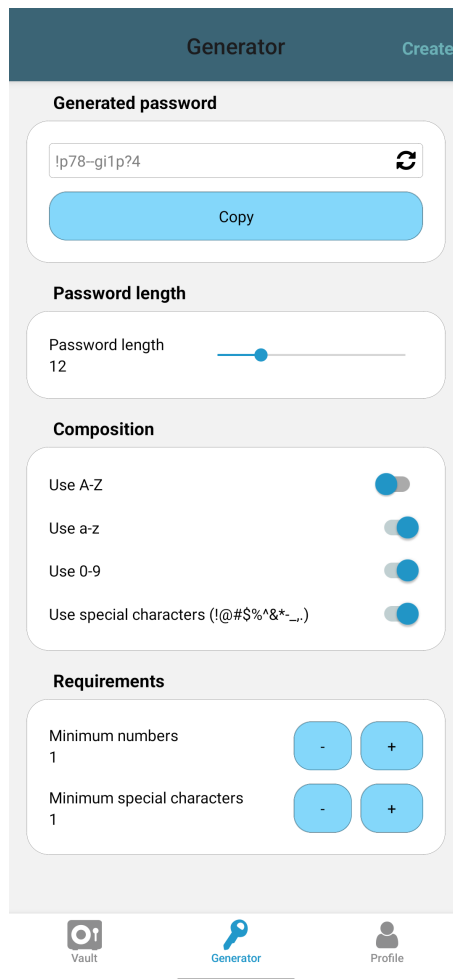 Generator
Create
Generated password
!p78--gi1p?4
Copy
Password length
Password length
12
Composition
Use A-Z
Use a-z
Use 0-9
Use special characters (!@#$%^&*-_,.)
Requirements
Minimum numbers
1
-
+
Minimum special characters
1
-
+
Vault
Generator
Profile